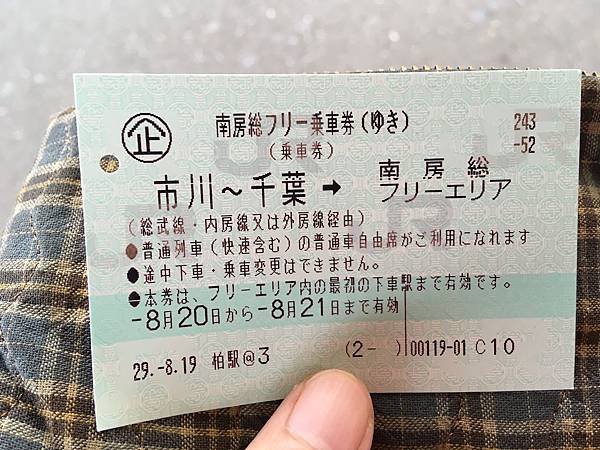 企 南房総フリー乗車券(ゆき) 243
(乗車券) -52
市川〜千葉 ➡ 南房総フリーエリア
(総武線・内房線又は外房線経由)
●普通列車(快速含む)の普通車自由席がご利用になれます
●途中下車・乗車変更はできません。
●本券は、フリーエリア内の最初の下車駅まで有効です。
-8月20日から-8月21日まで有効
29.-8.19 柏駅@3 (2- )00119-01 C10